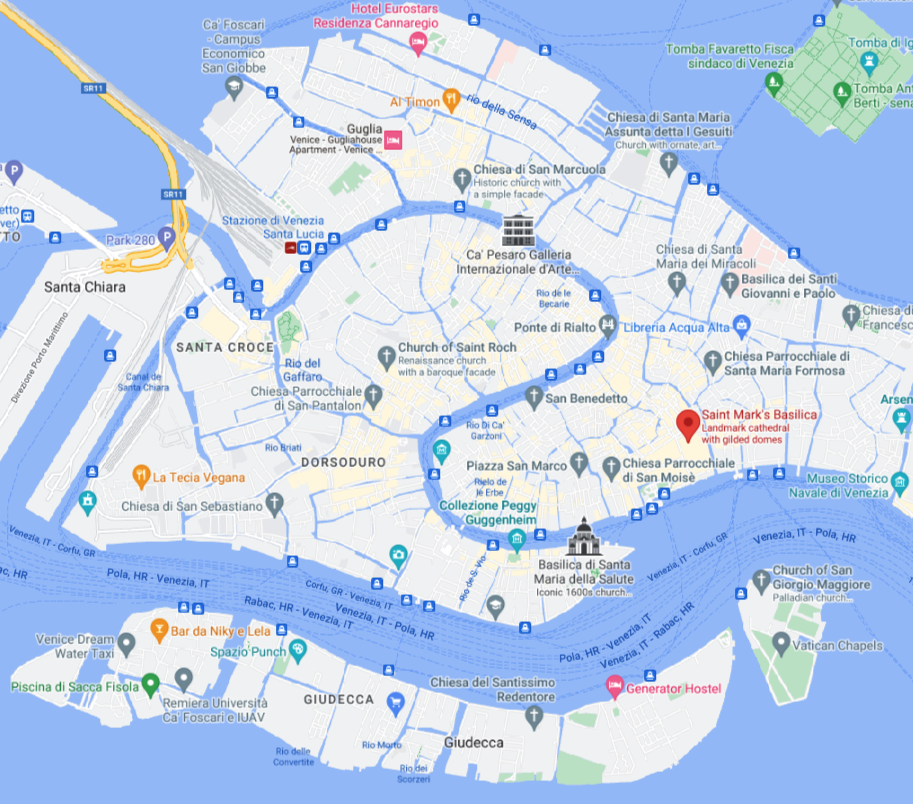 Hotel Eurostars
Residenza Cannaregio
Ca' Foscari
- Campus
Economico
San Giobbe
SR11
Al Timon
rio della Sensa
Tomba Favaretto Fisca
sindaco di Venezia
Tomba di Ig
Tomba Ant
Berti - sena
Guglia
Venice - Gugliahouse
Apartment - Venice ...
Chiesa di Santa Maria
Assunta detta I Gesuiti
Church with ornate, art...
Chiesa di San Marcuola
Historic church with
a simple facade
P
SR11
etto
ver)
TO
Park 280
P
Stazione di Venezia
Santa Lucia
Ca' Pesaro Galleria
Internazionale d'Arte...
Chiesa di Santa
Maria dei Miracoli
Basilica dei Santi
Giovanni e Paolo
Santa Chiara
Rio de le
Becarie
Ponte di Rialto
Libreria Acqua Alta
Chiesa di
Francesc
Direzione Porto Marittimo
SANTA CROCE
Church of Saint Roch
Renaissance church
with a baroque facade
Chiesa Parrocchiale di
Santa Maria Formosa
Canal de
Santa Chiara
Rio del
Gaffaro
Chiesa Parrocchiale
di San Pantalon
San Benedetto
Saint Mark's Basilica
Landmark cathedral
with gilded domes
Arsen
Rio Di Ca'
Garzoni
Rio Briati
DORSODURO
Piazza San Marco
Chiesa Parrocchiale
di San Moisè
La Tecia Vegana
Rielo de
le Erbe
Museo Storico
Navale di Venezia
Chiesa di San Sebastiano
Collezione Peggy
Guggenheim
Venezia, IT - Corfu, GR
Venezia, IT - Corfu, GR
Venezia, IT - Pola, HR
Basilica di Santa
Maria della Salute
Iconic 1600s church...
Church of San
Giorgio Maggiore
Palladian church...
ac, HR
Pola, HR - Venezia, IT
Corfu, GR - Venezia, IT
Rio de S. Vio
Rabac, HR - Venezia, IT
Venezia, IT - Pola, HR
Pola, HR - Venezia, IT
Venezia, IT - Rabac, HR
Venice Dream
Water Taxi
Bar da Niky e Lela
Spazio Punch
Vatican Chapels
Piscina di Sacca Fisola
Remiera Università
Ca' Foscari e IUAV
GIUDECCA
Chiesa del Santissimo
Redentore
Generator Hostel
Rio Morto
Giudecca
Rio delle
Convertite
Rio dei
Scorzeri